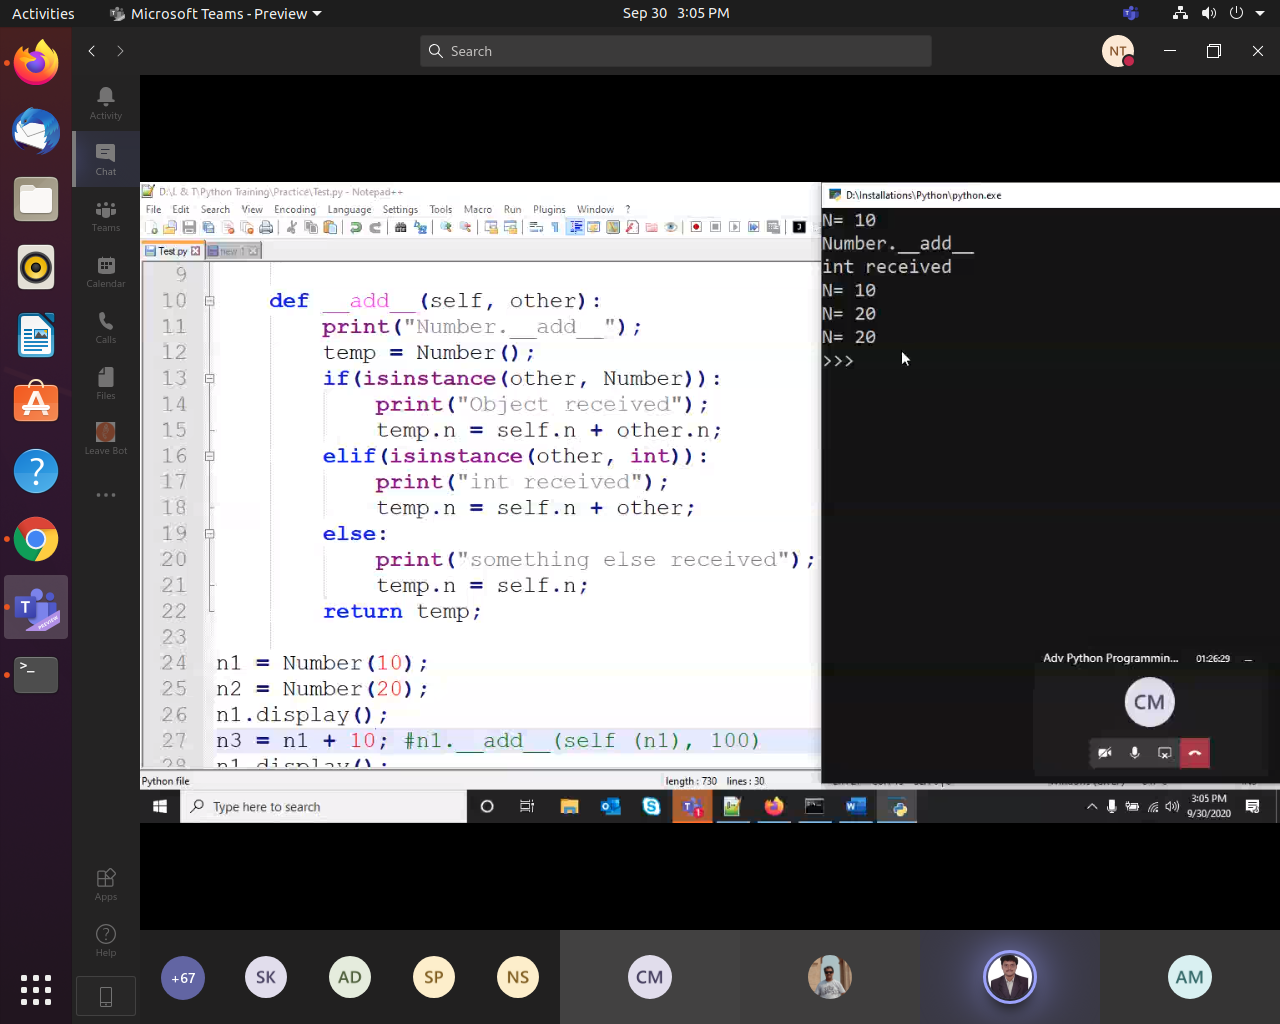 Activities
Microsoft Teams - Preview
Sep 30 3:05 PM
Search
NT
Activity
Chat
Teams
Calendar
Calls
Files
Leave Bot
Apps
Help
D:\L & T\Python Training\Practice\Test.py - Notepad++
File Edit Search View Encoding Language Settings Tools Macro Run Plugins Window ?
Test.py
new 1
9
10 def __add__(self, other):
11 print("Number.__add__");
12 temp = Number();
13 if(isinstance(other, Number)):
14 print("Object received");
15 temp.n = self.n + other.n;
16 elif(isinstance(other, int)):
17 print("int received");
18 temp.n = self.n + other;
19 else:
20 print("something else received");
21 temp.n = self.n;
22 return temp;
23
24 n1 = Number(10);
25 n2 = Number(20);
26 n1.display();
27 n3 = n1 + 10; #n1.__add__(self (n1), 100)
28 n1.display();
Python file
length : 730 lines : 30
D:\Installations\Python\python.exe
N= 10
Number.__add__
int received
N= 10
N= 20
N= 20
>>>
Adv Python Programmin...
01:26:29
CM
Type here to search
3:05 PM
9/30/2020
+67
SK
AD
SP
NS
CM
AM